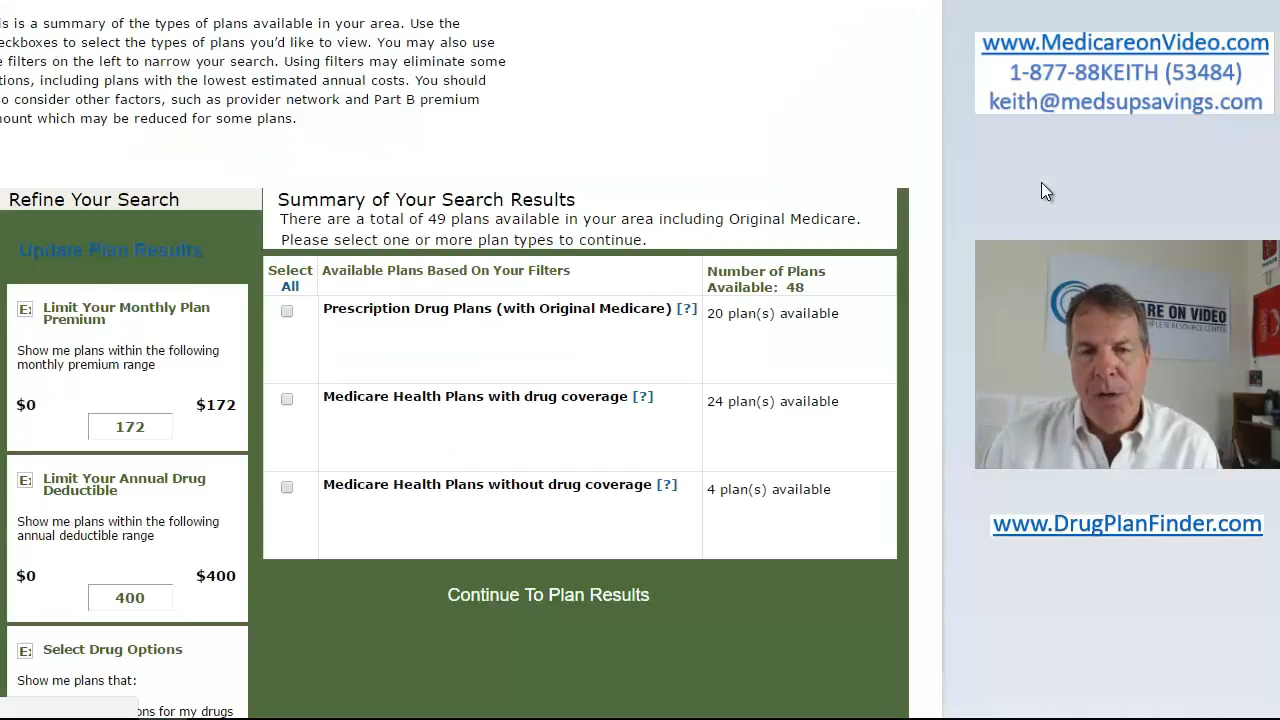 is is a summary of the types of plans available in your area. Use the
eckboxes to select the types of plans you'd like to view. You may also use
e filters on the left to narrow your search. Using filters may eliminate some
tions, including plans with the lowest estimated annual costs. You should
o consider other factors, such as provider network and Part B premium
ount which may be reduced for some plans.
Refine Your Search
Update Plan Results
E:
Limit Your Monthly Plan
Premium
Show me plans within the following
monthly premium range
$0 $172
172
E:
Limit Your Annual Drug
Deductible
Show me plans within the following
annual deductible range
$0 $400
400
E:
Select Drug Options
Show me plans that:
ons for my drugs
Summary of Your Search Results
There are a total of 49 plans available in your area including Original Medicare.
Please select one or more plan types to continue.
Select
All
Available Plans Based On Your Filters
Number of Plans
Available: 48
Prescription Drug Plans (with Original Medicare) [?]
20 plan(s) available
Medicare Health Plans with drug coverage [?]
24 plan(s) available
Medicare Health Plans without drug coverage [?]
4 plan(s) available
Continue To Plan Results
www.MedicareonVideo.com
1-877-88KEITH (53484)
keith@medsupsavings.com
ARE ON VIDEO
www.DrugPlanFinder.com